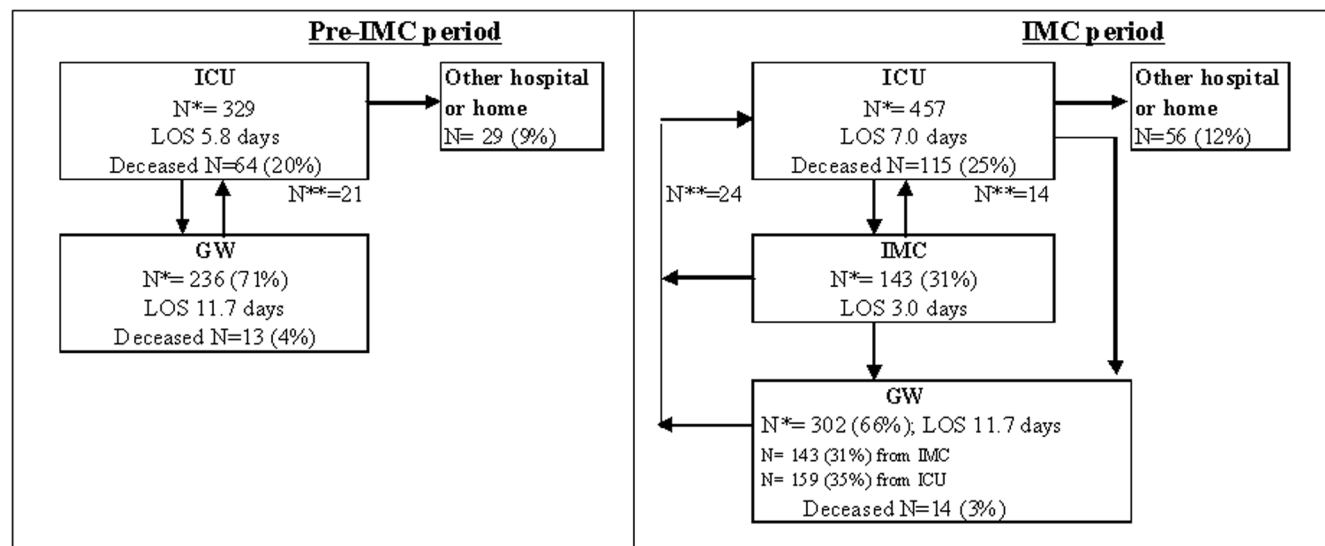 Pre-IMC period
ICU
N*= 329
LOS 5.8 days
Deceased N=64 (20%)
Other hospital
or home
N= 29 (9%)
N**=21
GW
N*= 236 (71%)
LOS 11.7 days
Deceased N=13 (4%)
IMC period
ICU
N*= 457
LOS 7.0 days
Deceased N=115 (25%)
Other hospital
or home
N=56 (12%)
N**=24
N**=14
IMC
N*= 143 (31%)
LOS 3.0 days
GW
N*= 302 (66%); LOS 11.7 days
N= 143 (31%) from IMC
N= 159 (35%) from ICU
Deceased N=14 (3%)